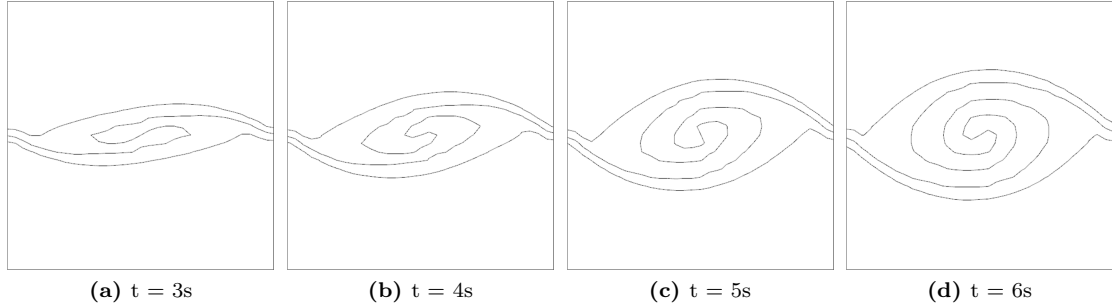 (a) t = 3s
(b) t = 4s
(c) t = 5s
(d) t = 6s